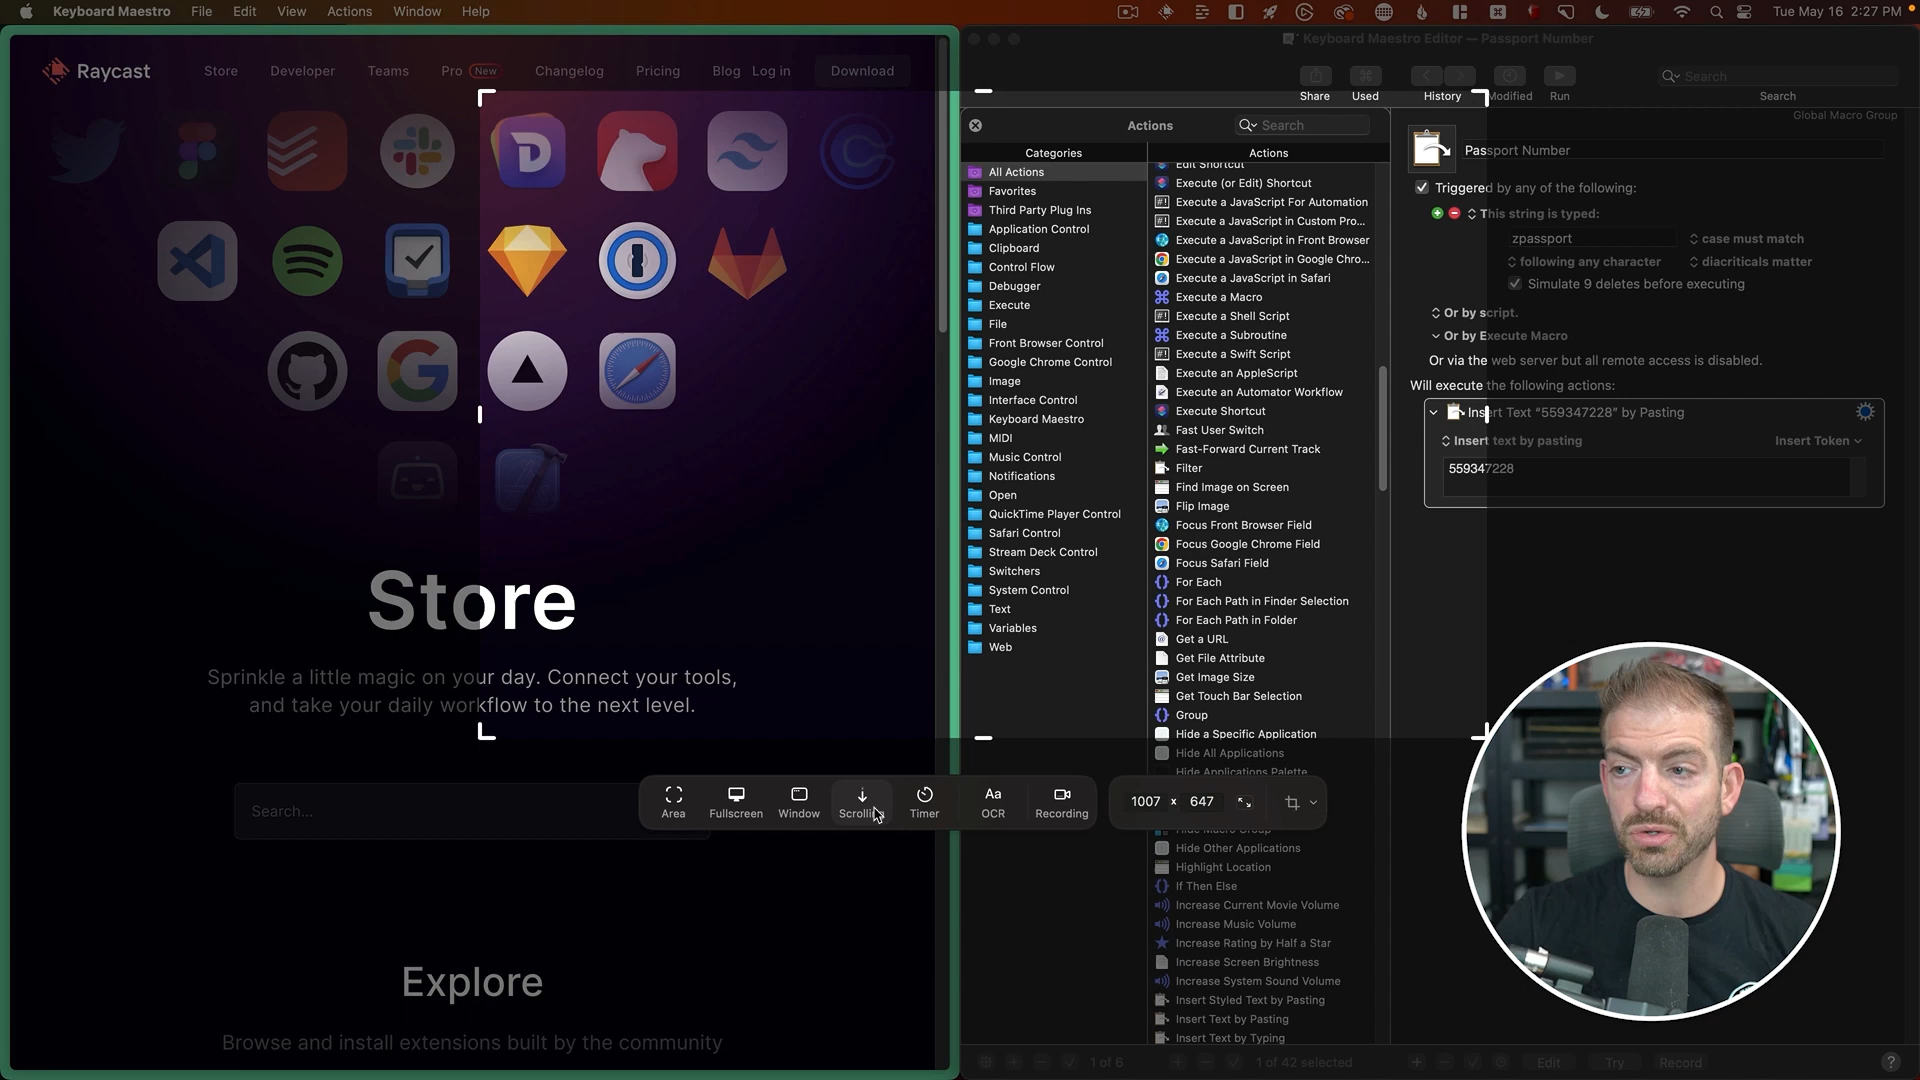 Keyboard Maestro File Edit View Actions Window Help
Tue May 16 2:27 PM
Raycast
Store Developer Teams Pro New Changelog Pricing Blog Log in Download
Store
Sprinkle a little magic on your day. Connect your tools,
and take your daily workflow to the next level.
Search...
Explore
Browse and install extensions built by the community
Area Fullscreen Window Scrolling Timer OCR Recording
Aa
1007 x 647
Keyboard Maestro Editor — Passport Number
Share Used History Modified Run Search
Search
Actions
Search
Categories
All Actions
Favorites
Third Party Plug Ins
Application Control
Clipboard
Control Flow
Debugger
Execute
File
Front Browser Control
Google Chrome Control
Image
Interface Control
Keyboard Maestro
MIDI
Music Control
Notifications
Open
QuickTime Player Control
Safari Control
Stream Deck Control
Switchers
System Control
Text
Variables
Web
Actions
Edit Shortcut
Execute (or Edit) Shortcut
Execute a JavaScript For Automation
Execute a JavaScript in Custom Pro...
Execute a JavaScript in Front Browser
Execute a JavaScript in Google Chro...
Execute a JavaScript in Safari
Execute a Macro
Execute a Shell Script
Execute a Subroutine
Execute a Swift Script
Execute an AppleScript
Execute an Automator Workflow
Execute Shortcut
Fast User Switch
Fast-Forward Current Track
Filter
Find Image on Screen
Flip Image
Focus Front Browser Field
Focus Google Chrome Field
Focus Safari Field
For Each
For Each Path in Finder Selection
For Each Path in Folder
Get a URL
Get File Attribute
Get Image Size
Get Touch Bar Selection
Group
Hide a Specific Application
Hide All Applications
Hide Applications Palette
Hide Macro Group
Hide Other Applications
Highlight Location
If Then Else
Increase Current Movie Volume
Increase Music Volume
Increase Rating by Half a Star
Increase Screen Brightness
Increase System Sound Volume
Insert Styled Text by Pasting
Insert Text by Pasting
Insert Text by Typing
Global Macro Group
Passport Number
Triggered by any of the following:
This string is typed:
zpassport case must match
following any character diacriticals matter
Simulate 9 deletes before executing
Or by script.
Or by Execute Macro
Or via the web server but all remote access is disabled.
Will execute the following actions:
Insert Text “559347228” by Pasting
Insert text by pasting Insert Token
559347228
1 of 6
1 of 42 selected
Edit Try Record ?